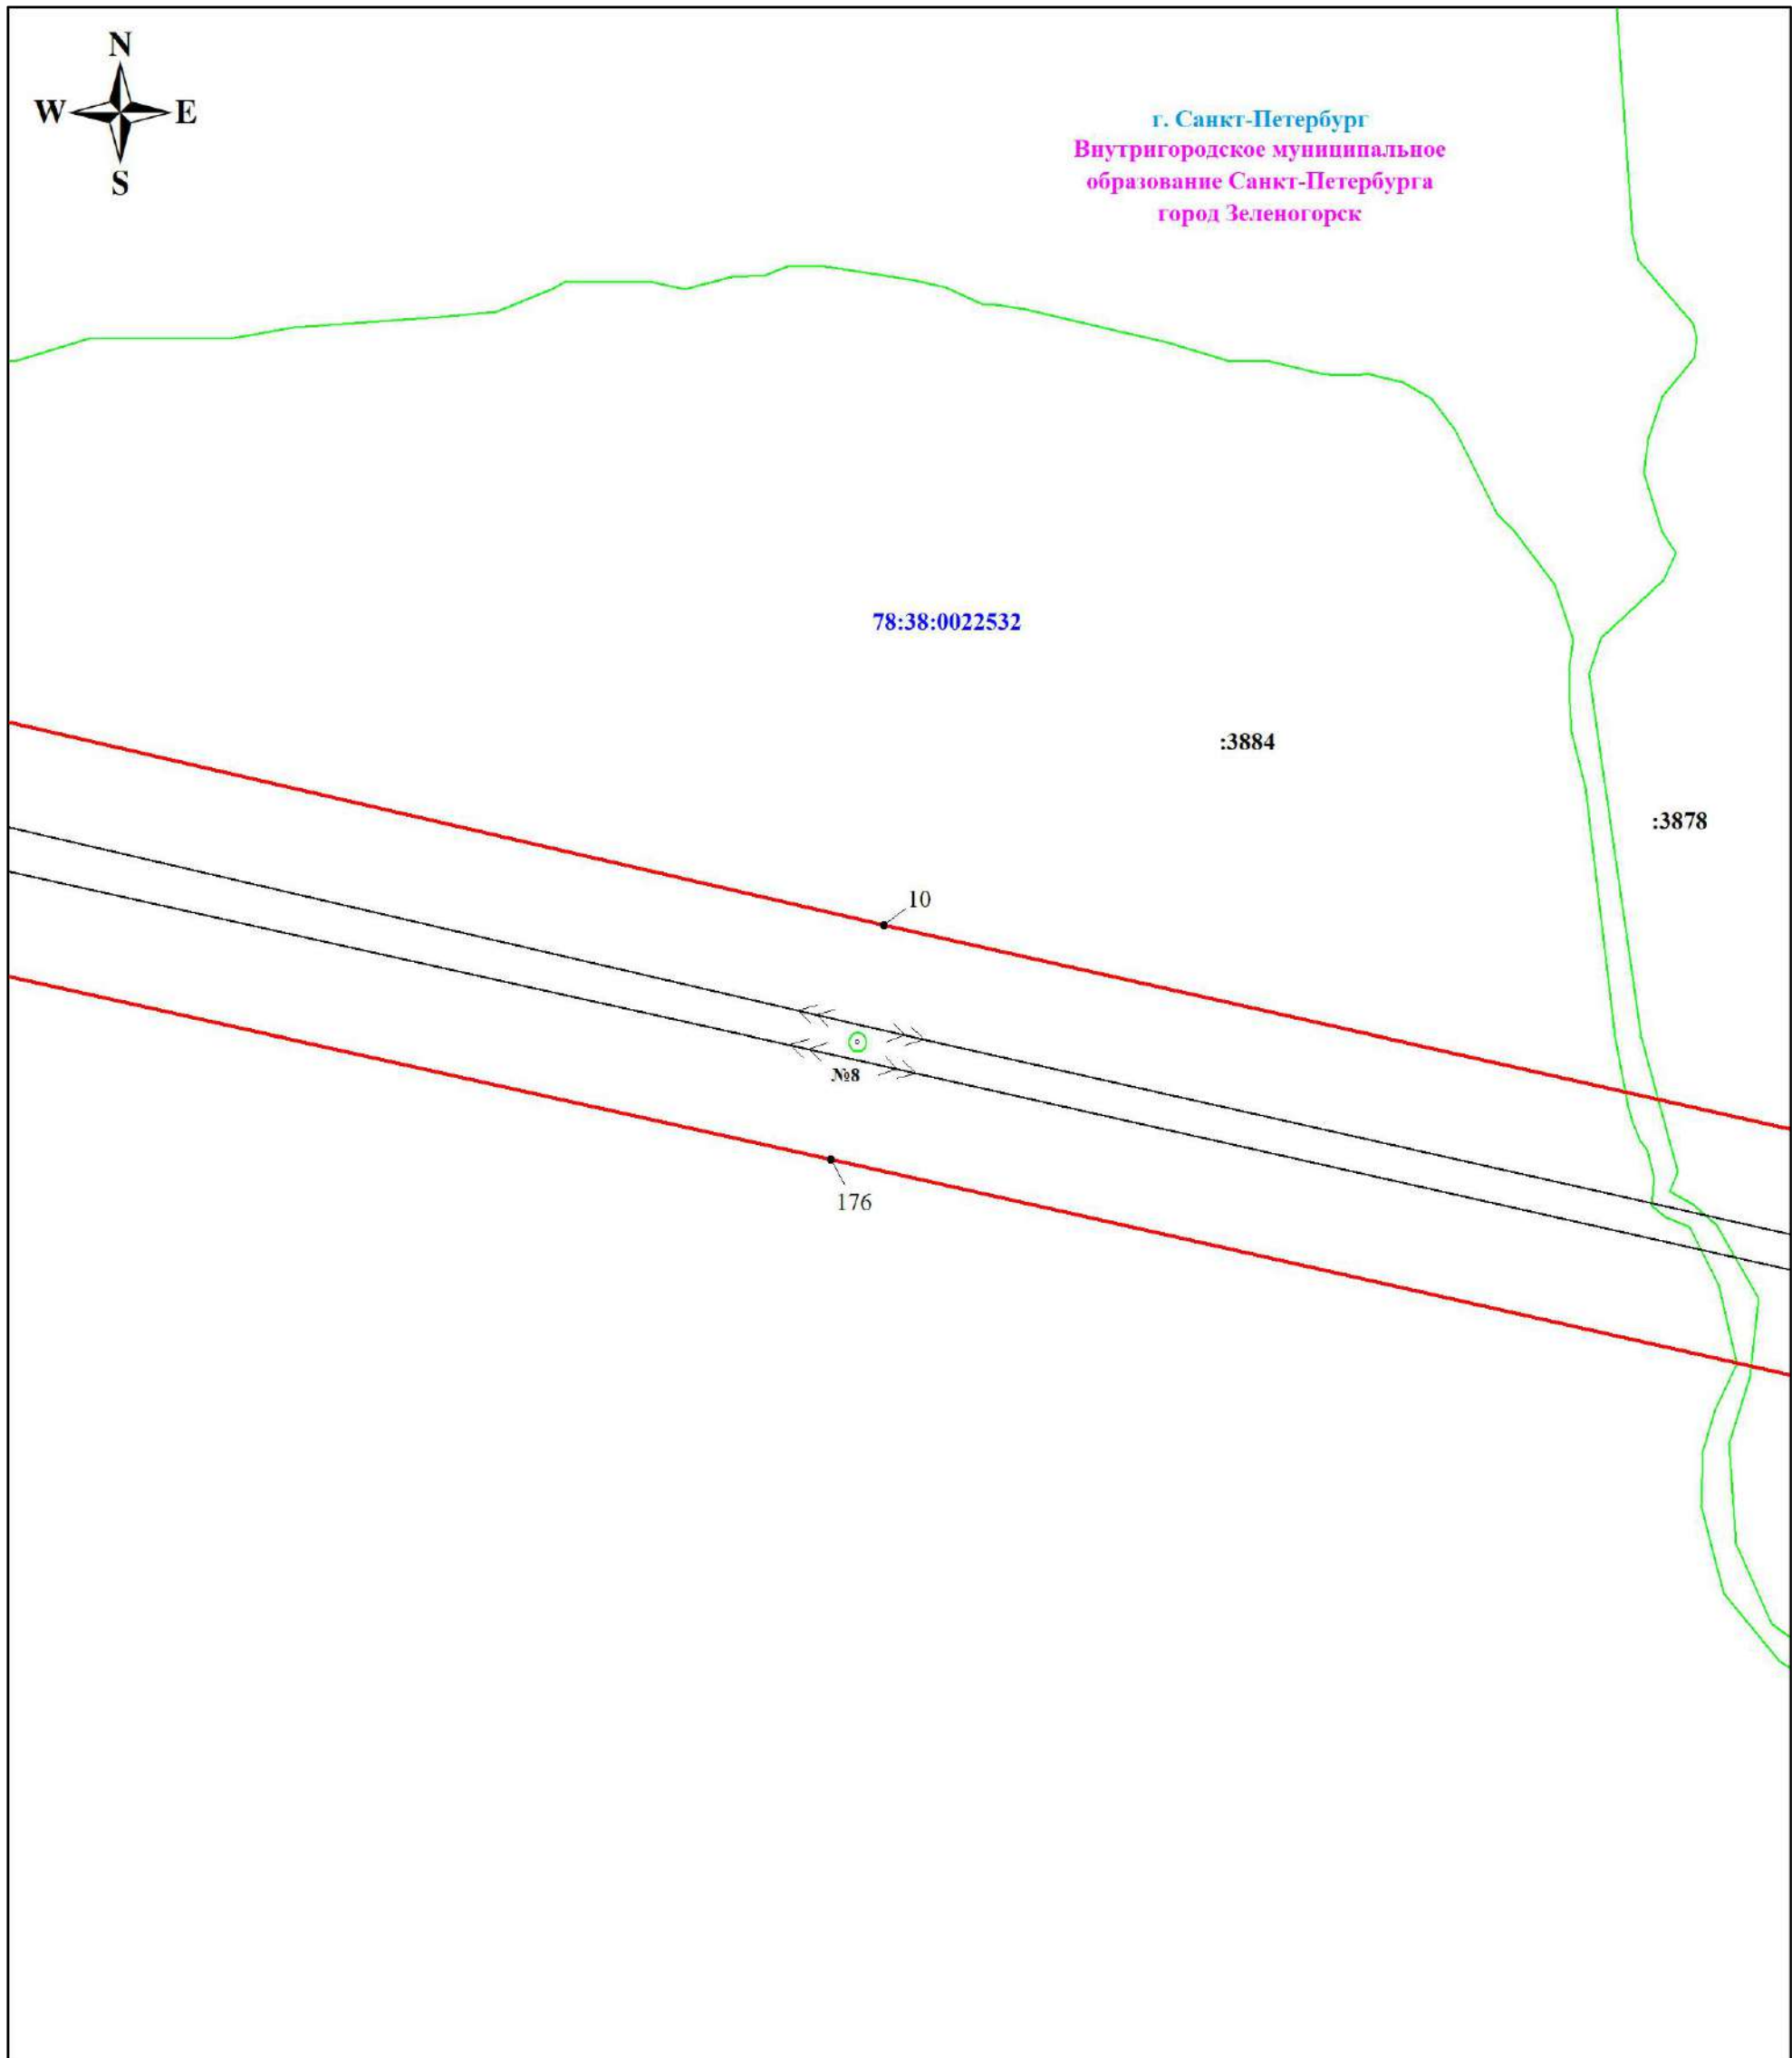 N
W E
S
г. Санкт-Петербург
Внутригородское муниципальное
образование Санкт-Петербурга
город Зеленогорск
78:38:0022532
:3884
:3878
10
№8
176